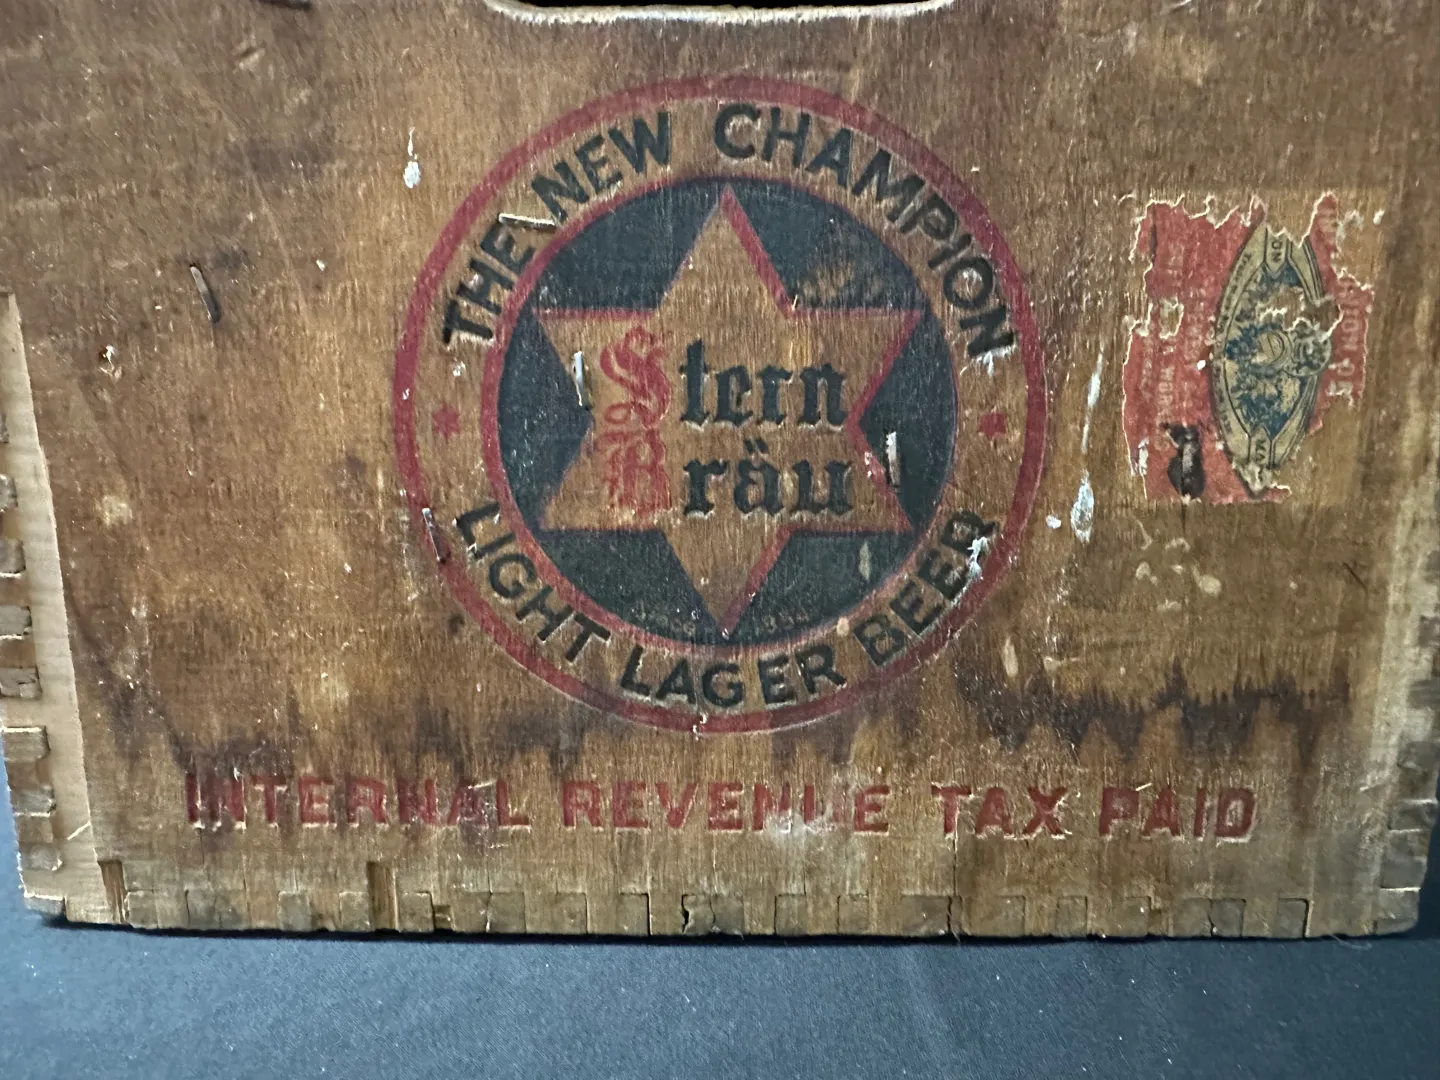 THE NEW CHAMPION
Stern
Bräu
LIGHT LAGER BEER
INTERNAL REVENUE TAX PAID